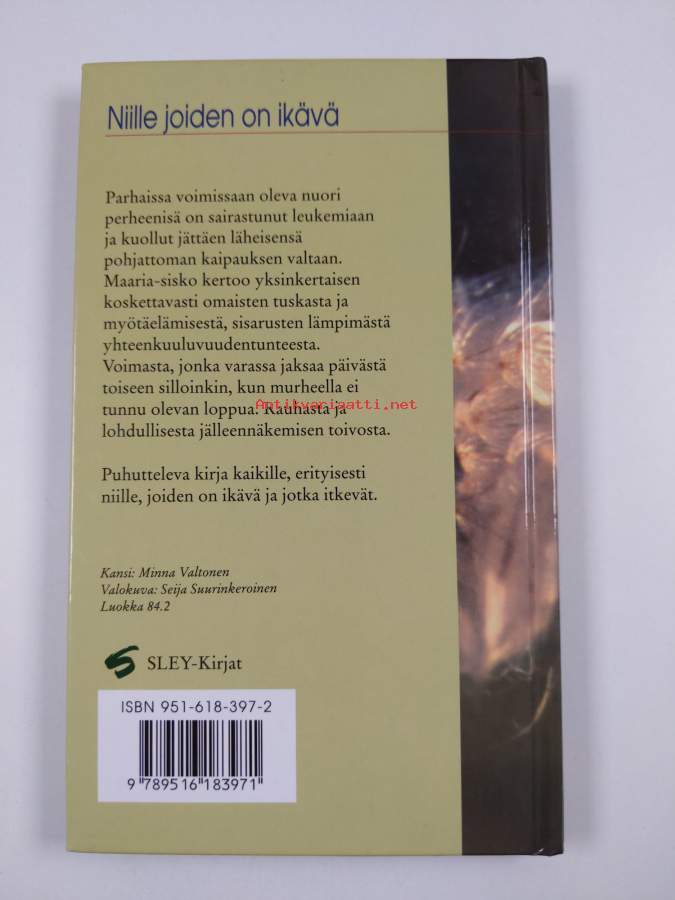 Niille joiden on ikävä
Parhaissa voimissaan oleva nuori
perheenisä on sairastunut leukemiaan
ja kuollut jättäen läheisensä
pohjattoman kaipauksen valtaan.
Maaria-sisko kertoo yksinkertaisen
koskettavasti omaisten tuskasta ja
myötäelämisestä, sisarusten lämpimästä
yhteenkuuluvuudentunteesta.
Voimasta, jonka varassa jaksaa päivästä
toiseen silloinkin, kun murheella ei
tunnu olevan loppua. Rauhasta ja
Antikvariaatti.net
lohdullisesta jälleennäkemisen toivosta.
Puhutteleva kirja kaikille, erityisesti
niille, joiden on ikävä ja jotka itkevät.
Kansi: Minna Valtonen
Valokuva: Seija Suurinkeroinen
Luokka 84.2
SLEY-Kirjat
ISBN 951-618-397-2
9 789516 183971